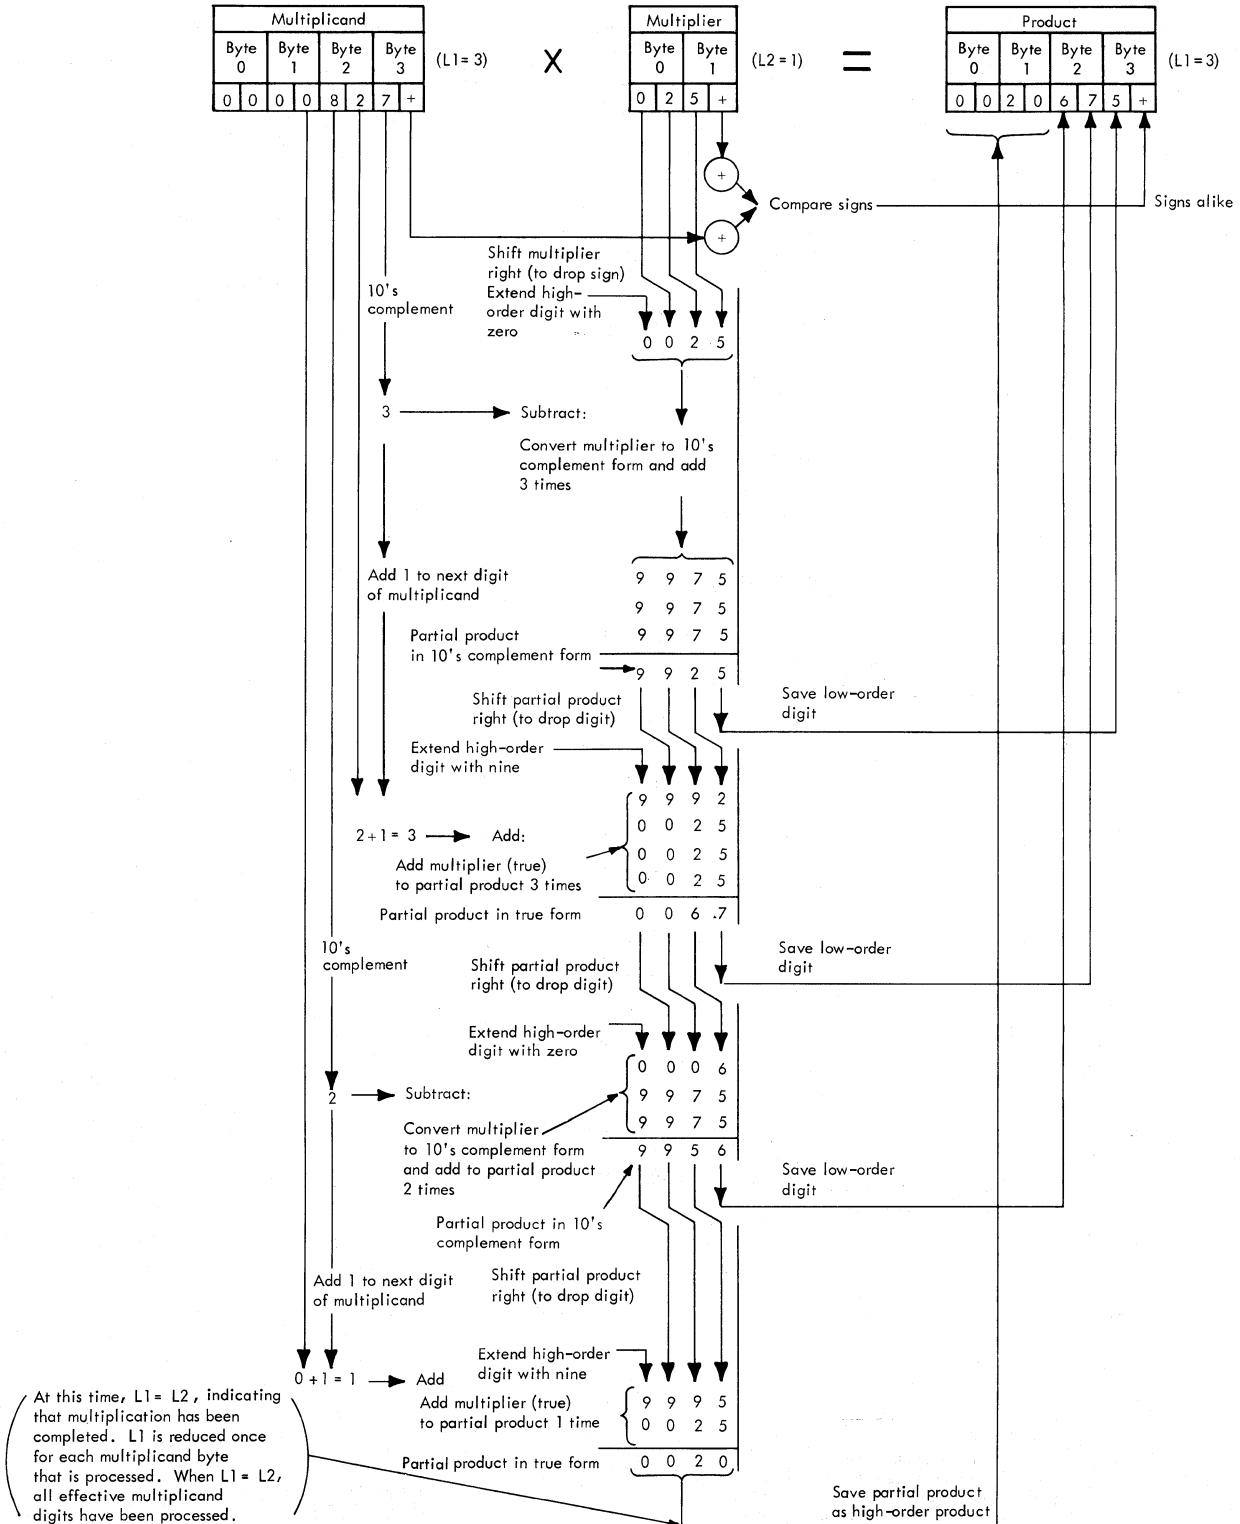 Multiplicand
Byte 0 Byte 1 Byte 2 Byte 3
0 0 0 0 8 2 7 +
(L1= 3)
X
Multiplier
Byte 0 Byte 1
0 2 5 +
(L2 = 1)
=
Product
Byte 0 Byte 1 Byte 2 Byte 3
0 0 2 0 6 7 5 +
(L1= 3)
+
Compare signs
Signs alike
+
Shift multiplier
right (to drop sign)
Extend high-
order digit with
zero
10's
complement
0 0 2 5
3
Subtract:
Convert multiplier to 10's
complement form and add
3 times
Add 1 to next digit
of multiplicand
9 9 7 5
9 9 7 5
9 9 7 5
Partial product
in 10's complement form
9 9 2 5
Shift partial product
right (to drop digit)
Save low-order
digit
Extend high-order
digit with nine
9 9 9 2
0 0 2 5
0 0 2 5
0 0 2 5
2 + 1 = 3
Add:
Add multiplier (true)
to partial product 3 times
Partial product in true form
0 0 6 .7
10's
complement
Shift partial product
right (to drop digit)
Save low-order
digit
Extend high-order
digit with zero
0 0 0 6
9 9 7 5
9 9 7 5
2
Subtract:
Convert multiplier
to 10's complement form
and add to partial product
2 times
9 9 5 6
Save low-order
digit
Partial product in 10's
complement form
Add 1 to next digit
of multiplicand
Shift partial product
right (to drop digit)
Extend high-order
digit with nine
0 + 1 = 1
Add
Add multiplier (true)
to partial product 1 time
9 9 9 5
0 0 2 5
Partial product in true form
0 0 2 0
At this time, L1 = L2 , indicating
that multiplication has been
completed. L1 is reduced once
for each multiplicand byte
that is processed. When L1 = L2,
all effective multiplicand
digits have been processed.
Save partial product
as high-order product